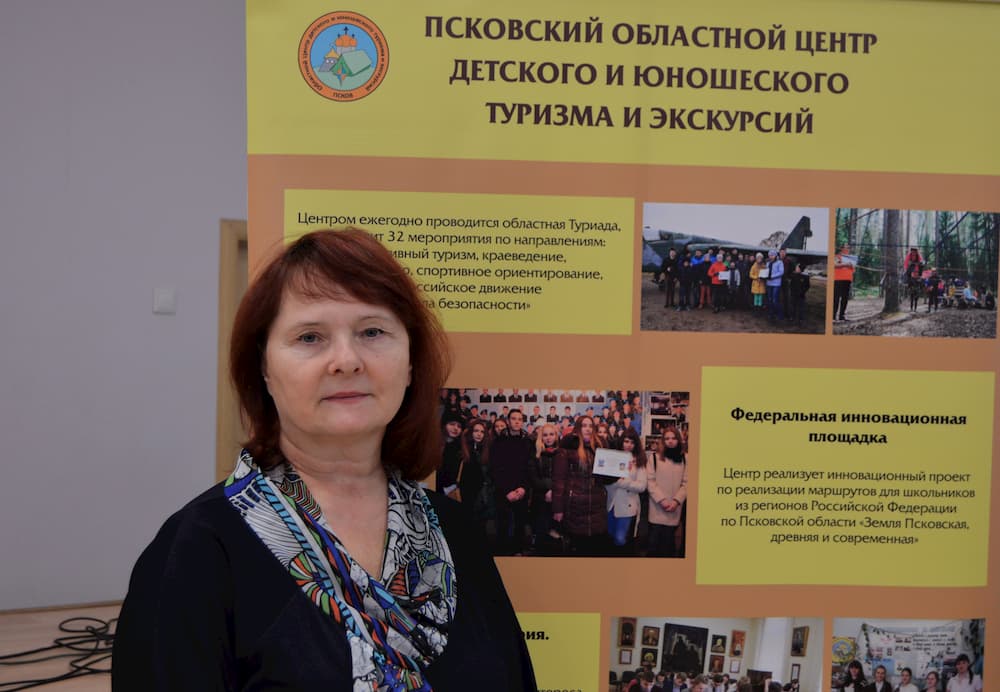 ПСКОВСКИЙ ОБЛАСТНОЙ ЦЕНТР
ДЕТСКОГО И ЮНОШЕСКОГО
ТУРИЗМА И ЭКСКУРСИЙ
ПСКОВ
Центром ежегодно проводится областная Туриада,
32 мероприятия по направлениям:
туризм, краеведение,
спортивное ориентирование,
движение
безопасности»
Федеральная инновационная
площадка
Центр реализует инновационный проект
по реализации маршрутов для школьников
из регионов Российской Федерации
по Псковской области «Земля Псковская,
древняя и современная»